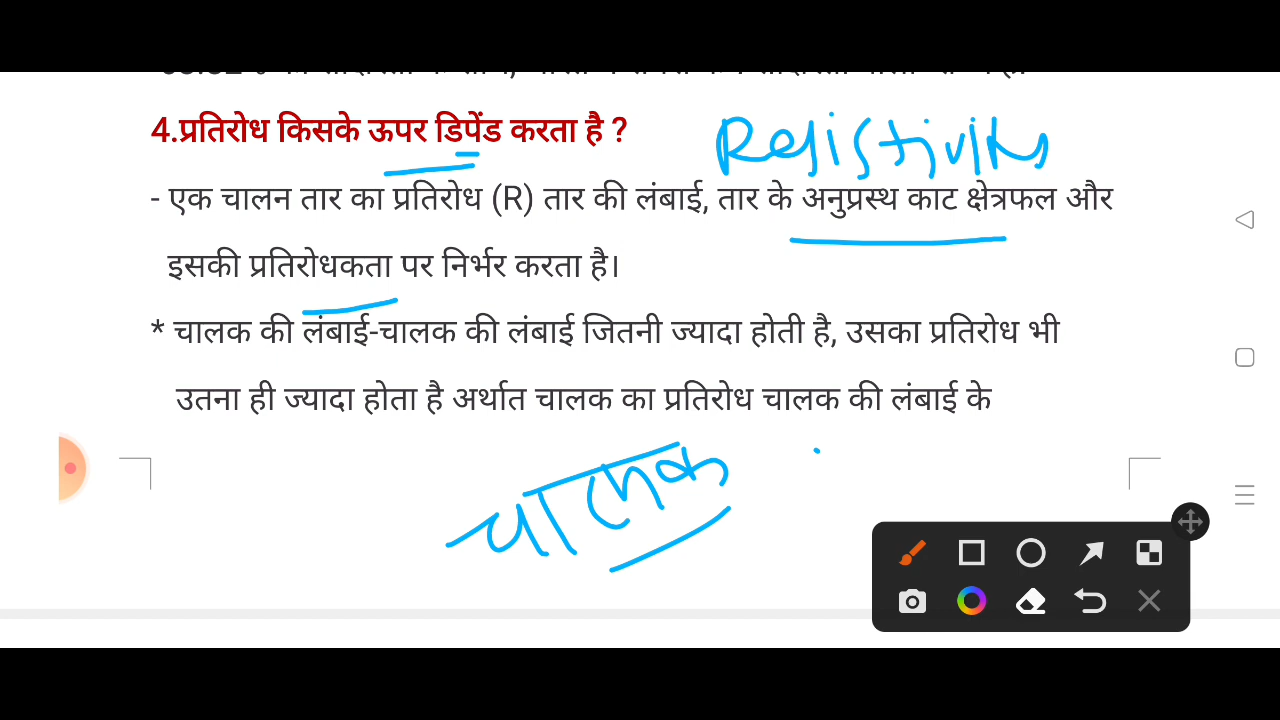 4.प्रतिरोध किसके ऊपर डिपेंड करता है ?
Resistivity
- एक चालन तार का प्रतिरोध (R) तार की लंबाई, तार के अनुप्रस्थ काट क्षेत्रफल और
इसकी प्रतिरोधकता पर निर्भर करता है।
* चालक की लंबाई-चालक की लंबाई जितनी ज्यादा होती है, उसका प्रतिरोध भी
उतना ही ज्यादा होता है अर्थात चालक का प्रतिरोध चालक की लंबाई के
चालक